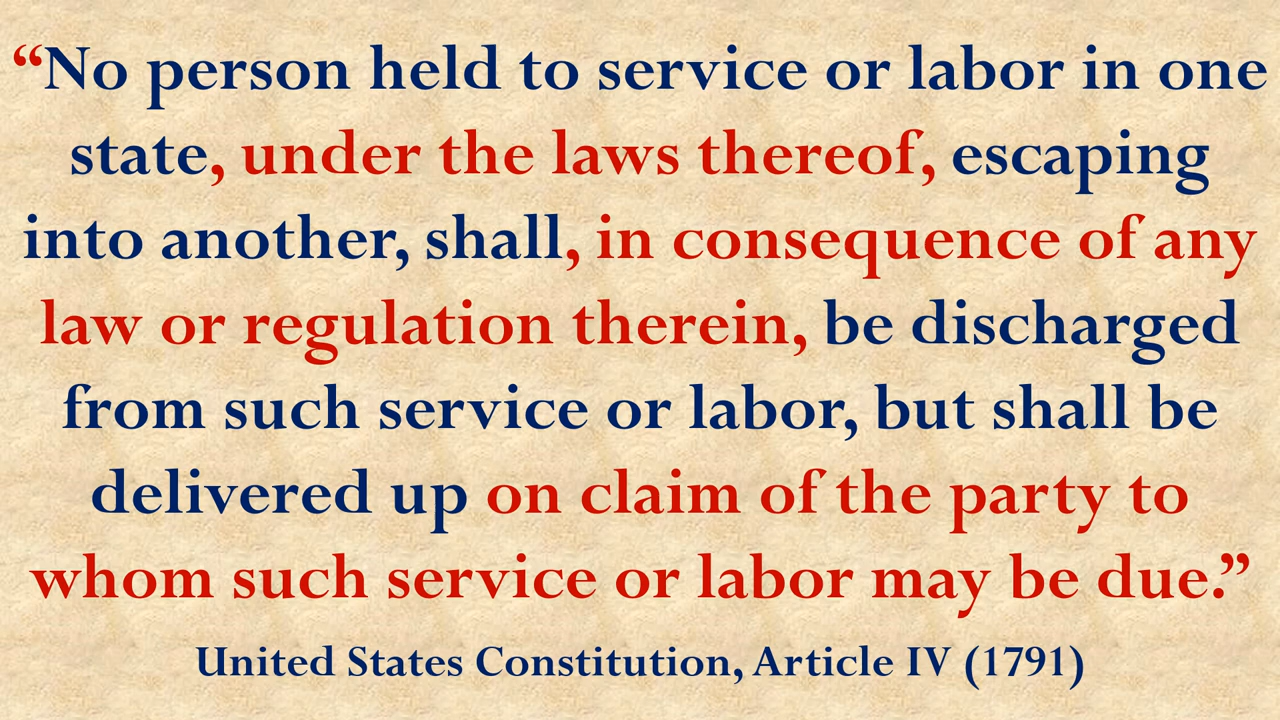 “No person held to service or labor in one
state, under the laws thereof, escaping
into another, shall, in consequence of any
law or regulation therein, be discharged
from such service or labor, but shall be
delivered up on claim of the party to
whom such service or labor may be due.”
United States Constitution, Article IV (1791)